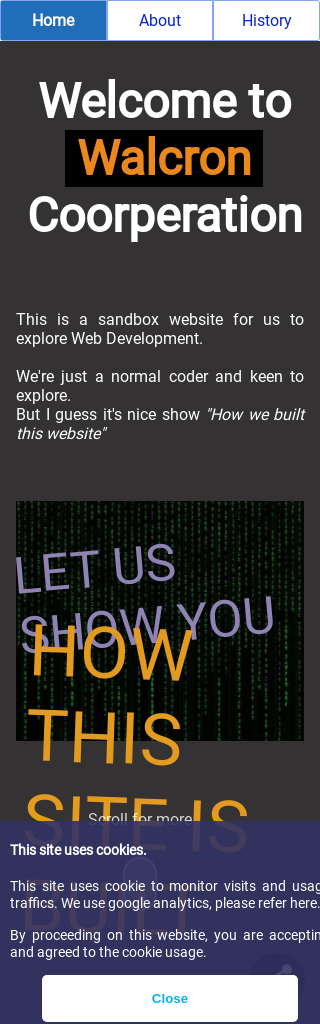 Home About History
Welcome to
Walcron
Coorperation
This is a sandbox website for us to
explore Web Development.
We're just a normal coder and keen to
explore.
But I guess it's nice show "How we built
this website"
LET US
SHOW YOU
HOW
THIS
SITE IS
BUILT
Scroll for more
This site uses cookies.
This site uses cookie to monitor visits and usag
traffics. We use google analytics, please refer here.
By proceeding on this website, you are acceptin
and agreed to the cookie usage.
Close